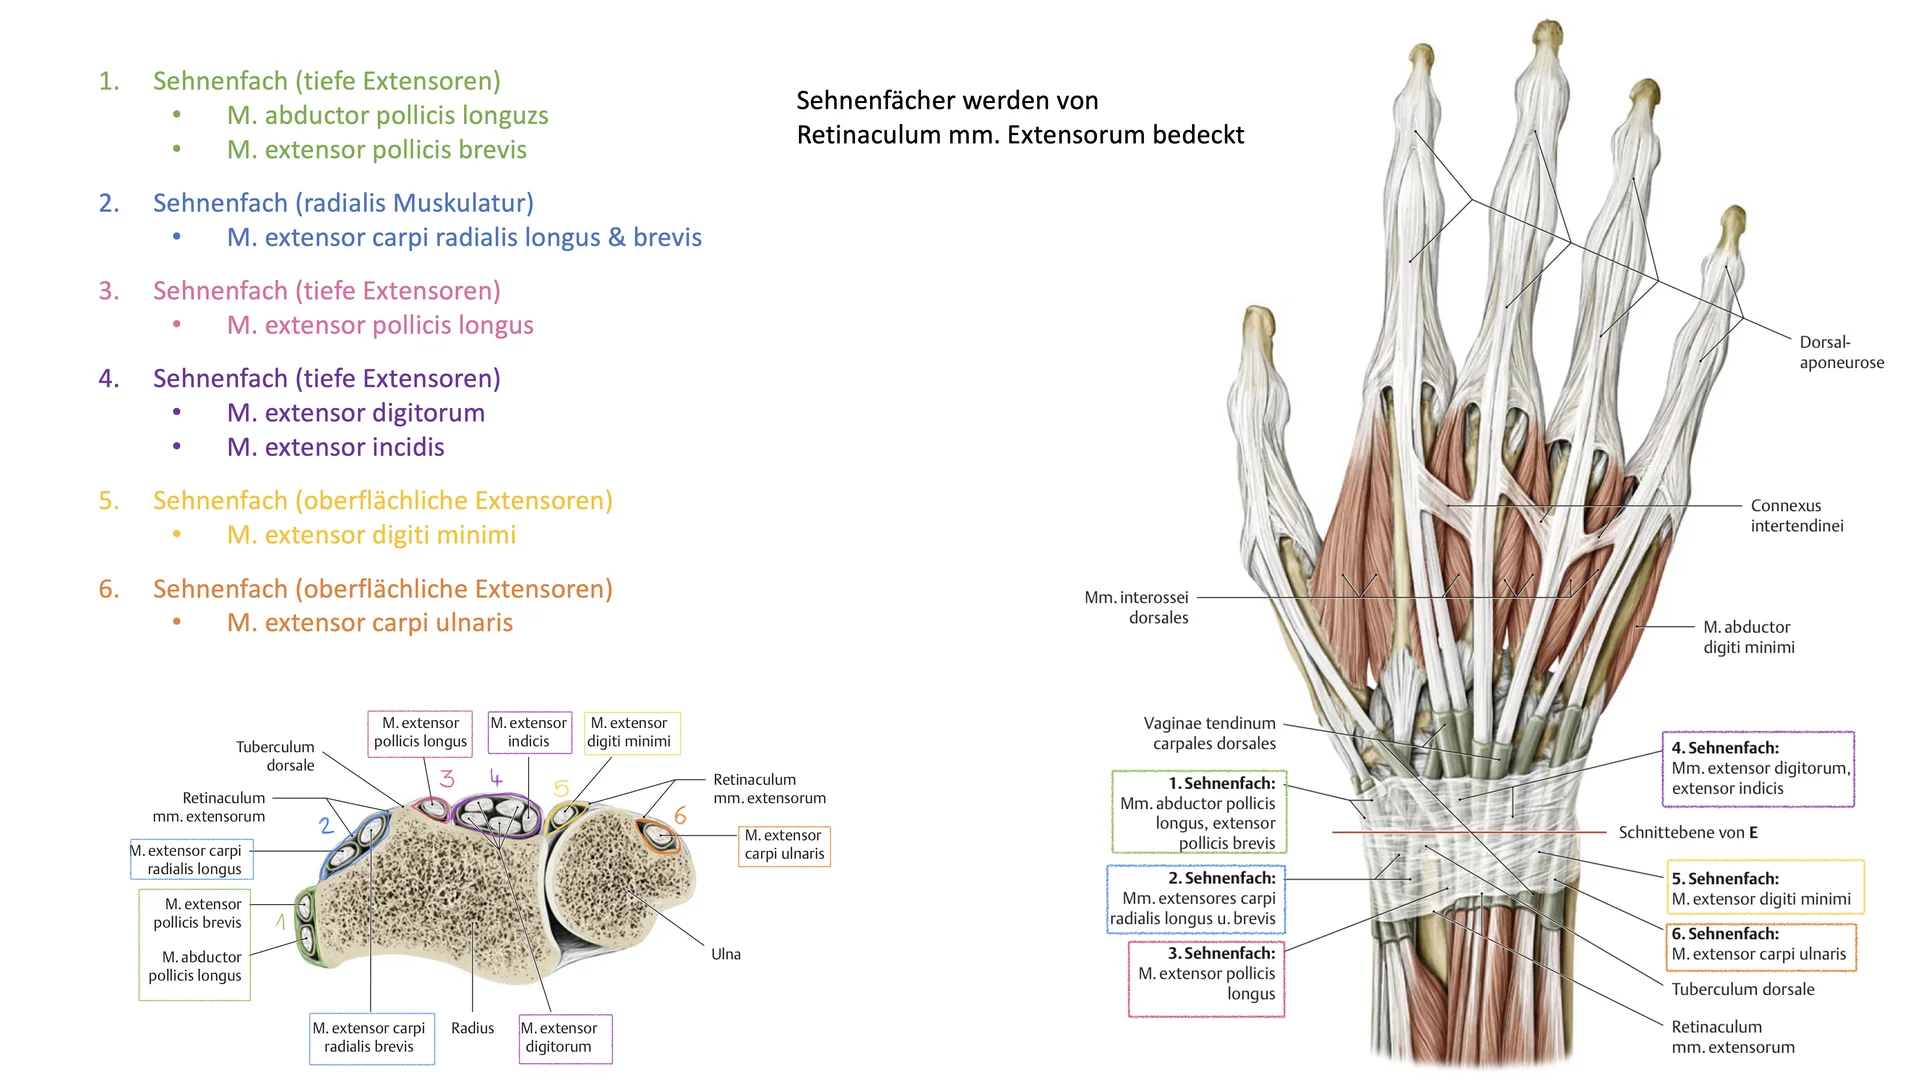 1. Sehnenfach (tiefe Extensoren)
• M. abductor pollicis longuzs
• M. extensor pollicis brevis
2. Sehnenfach (radialis Muskulatur)
• M. extensor carpi radialis longus & brevis
3. Sehnenfach (tiefe Extensoren)
• M. extensor pollicis longus
4. Sehnenfach (tiefe Extensoren)
• M. extensor digitorum
• M. extensor incidis
5. Sehnenfach (oberflächliche Extensoren)
• M. extensor digiti minimi
6. Sehnenfach (oberflächliche Extensoren)
• M. extensor carpi ulnaris
Sehnenfächer werden von
Retinaculum mm. Extensorum bedeckt
M. extensor
pollicis longus
M. extensor
indicis
M. extensor
digiti minimi
Tuberculum
dorsale
Retinaculum
mm. extensorum
Retinaculum
mm. extensorum
3
4
5
2
6
1
M. extensor carpi
radialis longus
M. extensor
carpi ulnaris
M. extensor
pollicis brevis
M. abductor
pollicis longus
Ulna
M. extensor carpi
radialis brevis
Radius
M. extensor
digitorum
Dorsal-
aponeurose
Connexus
intertendinei
Mm. interossei
dorsales
M. abductor
digiti minimi
Vaginae tendinum
carpales dorsales
1. Sehnenfach:
Mm. abductor pollicis
longus, extensor
pollicis brevis
2. Sehnenfach:
Mm. extensores carpi
radialis longus u. brevis
3. Sehnenfach:
M. extensor pollicis
longus
4. Sehnenfach:
Mm. extensor digitorum,
extensor indicis
Schnittebene von E
5. Sehnenfach:
M. extensor digiti minimi
6. Sehnenfach:
M. extensor carpi ulnaris
Tuberculum dorsale
Retinaculum
mm. extensorum